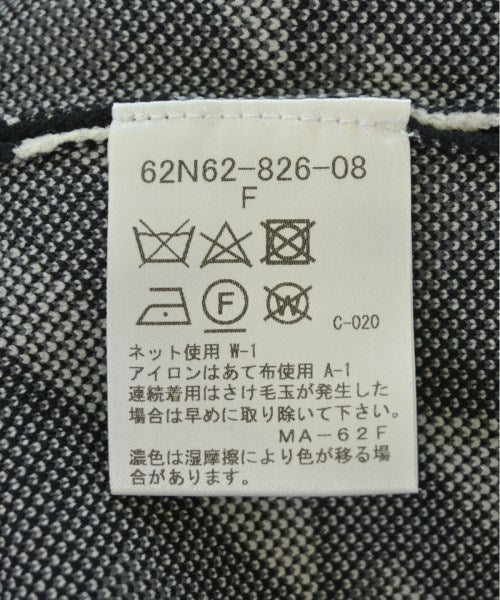 62N62-826-08
F
F W
C-020
ネット使用 W-1
アイロンはあて布使用 A-1
連続着用はさけ毛玉が発生した
場合は早めに取り除いて下さい。
MA-62F
濃色は湿摩擦により色が移る場
合があります。